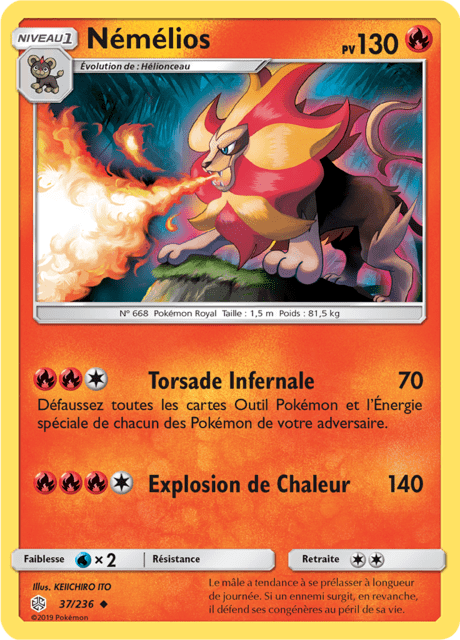 NIVEAU 1
Némélios
PV 130
Évolution de : Hélionceau
N° 668 Pokémon Royal Taille : 1,5 m Poids : 81,5 kg
Torsade Infernale 70
Défaussez toutes les cartes Outil Pokémon et l'Énergie
spéciale de chacun des Pokémon de votre adversaire.
Explosion de Chaleur 140
Faiblesse × 2 Résistance Retraite
Illus. KEIICHIRO ITO
37/236
©2019 Pokémon
Le mâle a tendance à se prélasser à longueur
de journée. Si un ennemi surgit, en revanche,
il défend ses congénères au péril de sa vie.